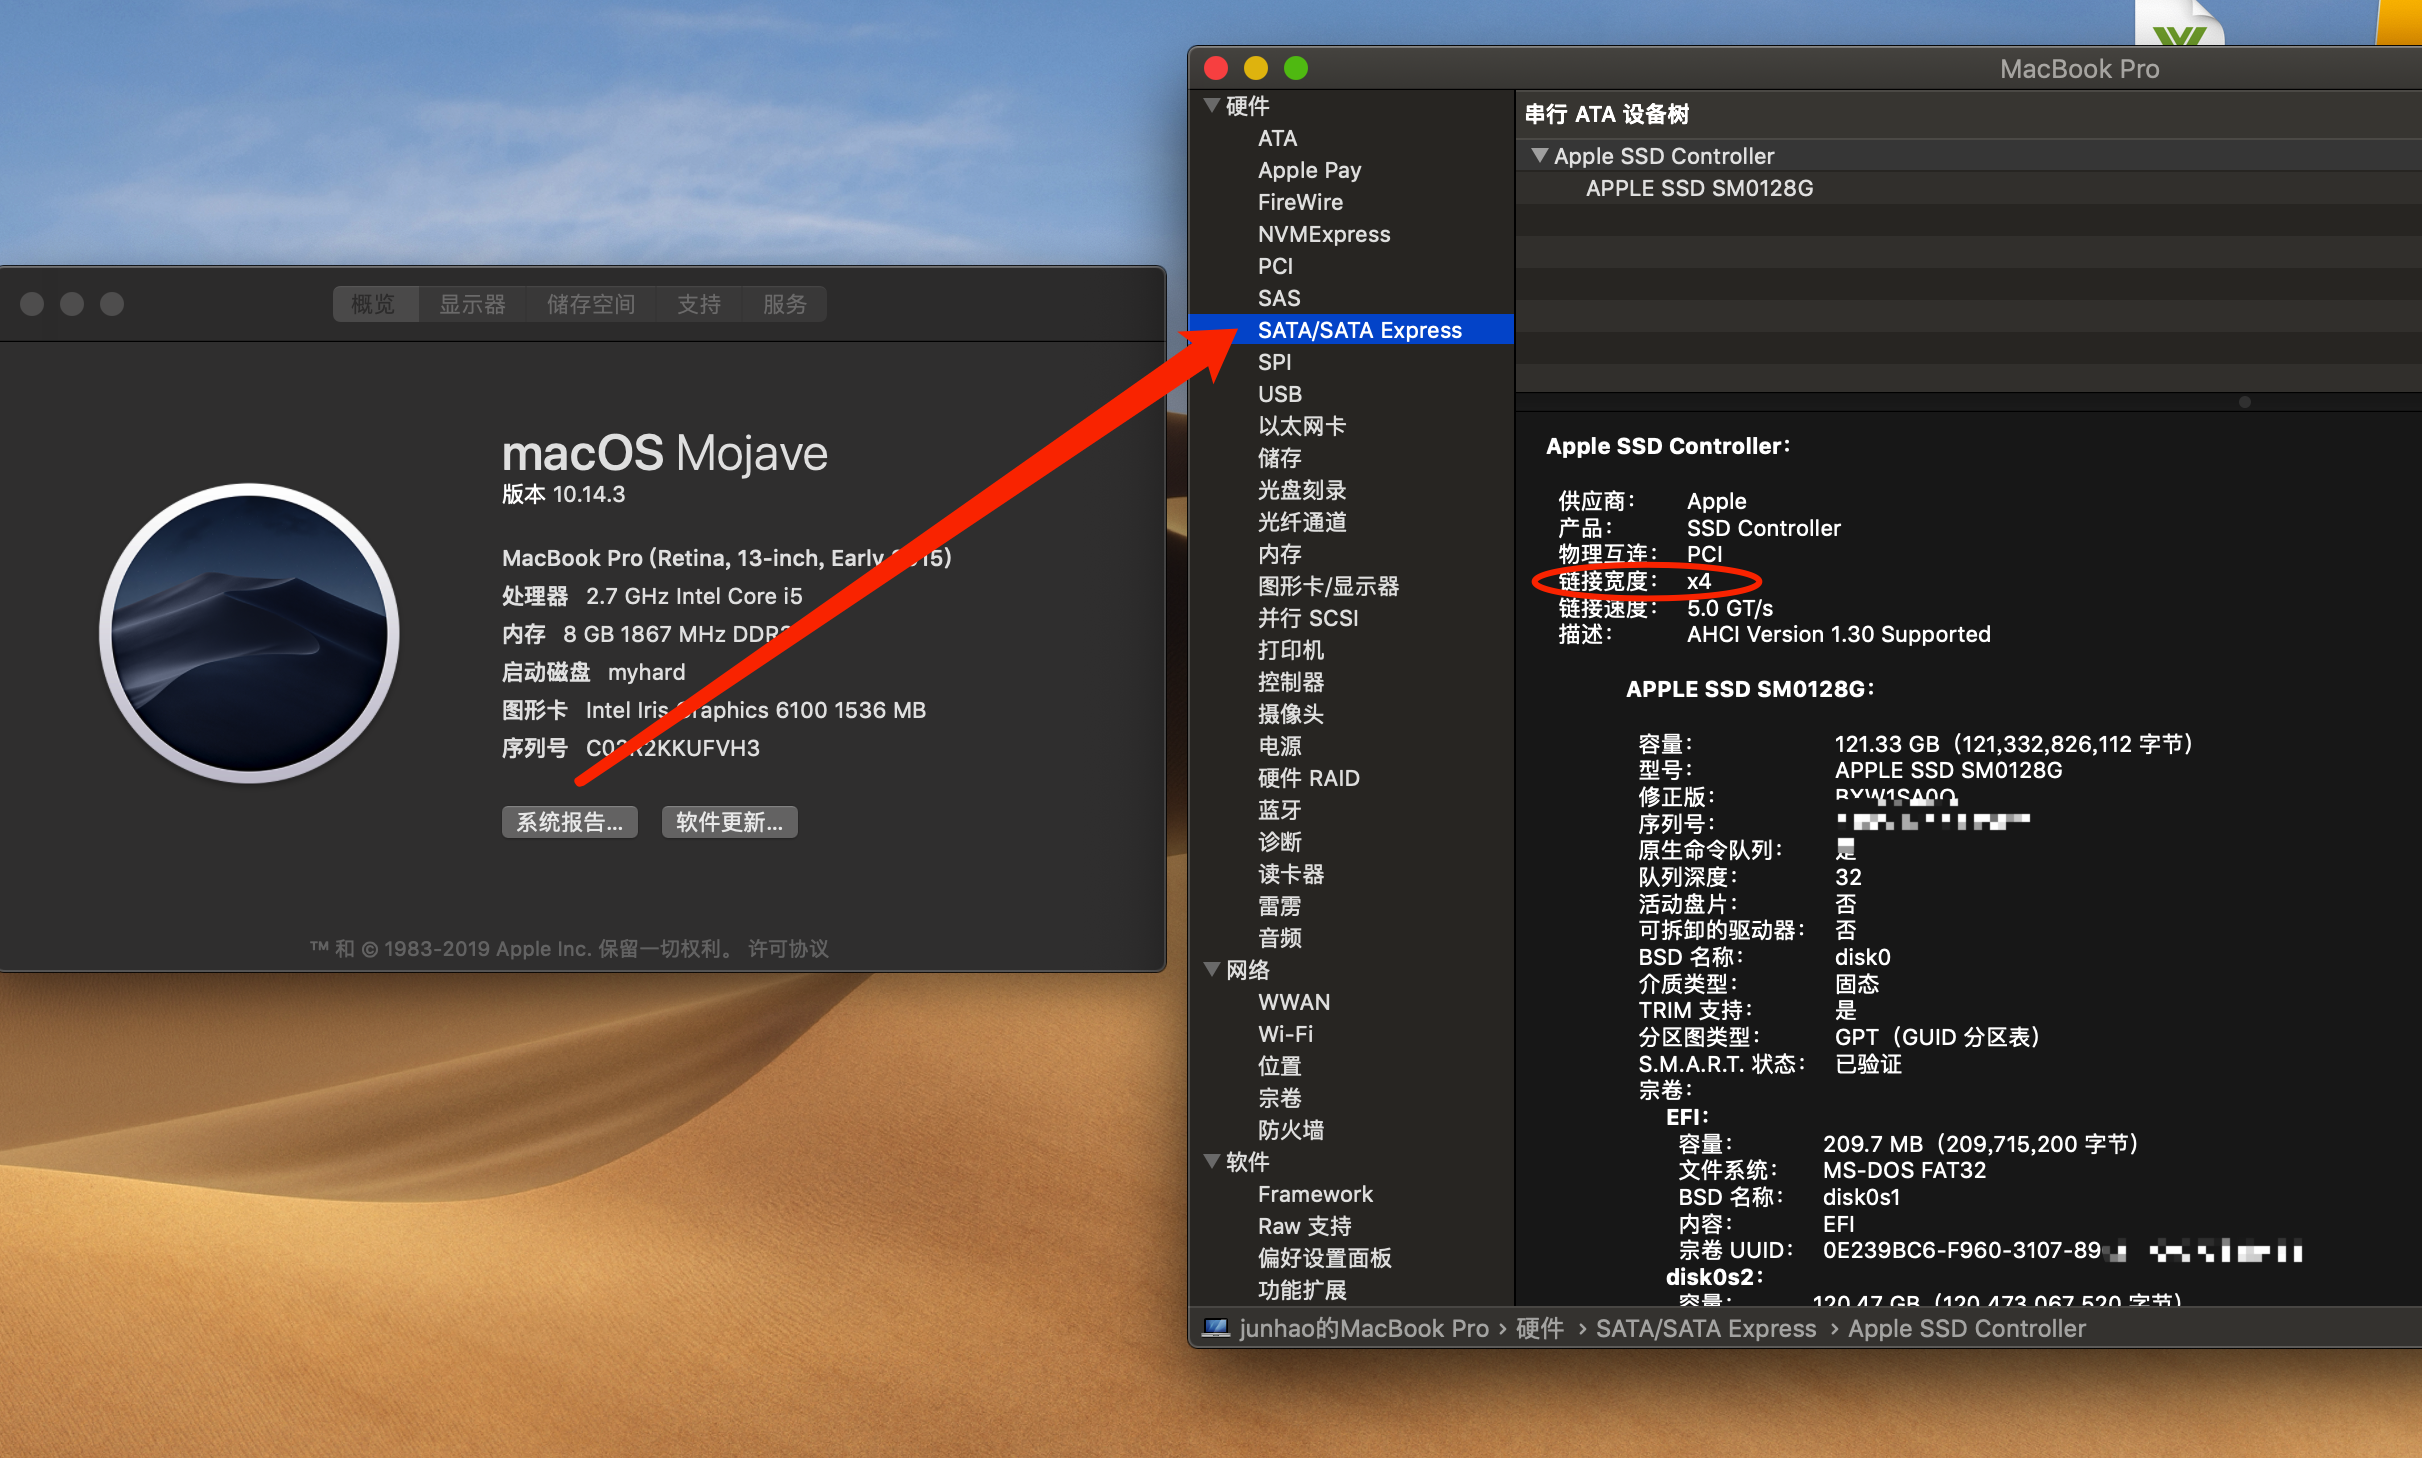 概览 显示器 储存空间 支持 服务
macOS Mojave
版本 10.14.3
MacBook Pro (Retina, 13-inch, Early 2015)
处理器 2.7 GHz Intel Core i5
内存 8 GB 1867 MHz DDR3
启动磁盘 myhard
图形卡 Intel Iris Graphics 6100 1536 MB
序列号 C02R2KKUFVH3
系统报告... 软件更新...
™ 和 © 1983-2019 Apple Inc. 保留一切权利。 许可协议
MacBook Pro
硬件
ATA
Apple Pay
FireWire
NVMExpress
PCI
SAS
SATA/SATA Express
SPI
USB
以太网卡
储存
光盘刻录
光纤通道
内存
图形卡/显示器
并行 SCSI
打印机
控制器
摄像头
电源
硬件 RAID
蓝牙
诊断
读卡器
雷雳
音频
网络
WWAN
Wi-Fi
位置
宗卷
防火墙
软件
Framework
Raw 支持
偏好设置面板
功能扩展
串行 ATA 设备树
Apple SSD Controller
APPLE SSD SM0128G
Apple SSD Controller：
供应商： Apple
产品： SSD Controller
物理互连： PCI
链接宽度： x4
链接速度： 5.0 GT/s
描述： AHCI Version 1.30 Supported
APPLE SSD SM0128G：
容量： 121.33 GB（121,332,826,112 字节）
型号： APPLE SSD SM0128G
修正版： BXW1SA0Q
序列号：
原生命令队列： 是
队列深度： 32
活动盘片： 否
可拆卸的驱动器： 否
BSD 名称： disk0
介质类型： 固态
TRIM 支持： 是
分区图类型： GPT（GUID 分区表）
S.M.A.R.T. 状态： 已验证
宗卷：
EFI：
容量： 209.7 MB（209,715,200 字节）
文件系统： MS-DOS FAT32
BSD 名称： disk0s1
内容： EFI
宗卷 UUID： 0E239BC6-F960-3107-89
disk0s2：
容量： 120.47 GB（120,473,067,520 字节）
junhao的MacBook Pro › 硬件 › SATA/SATA Express › Apple SSD Controller